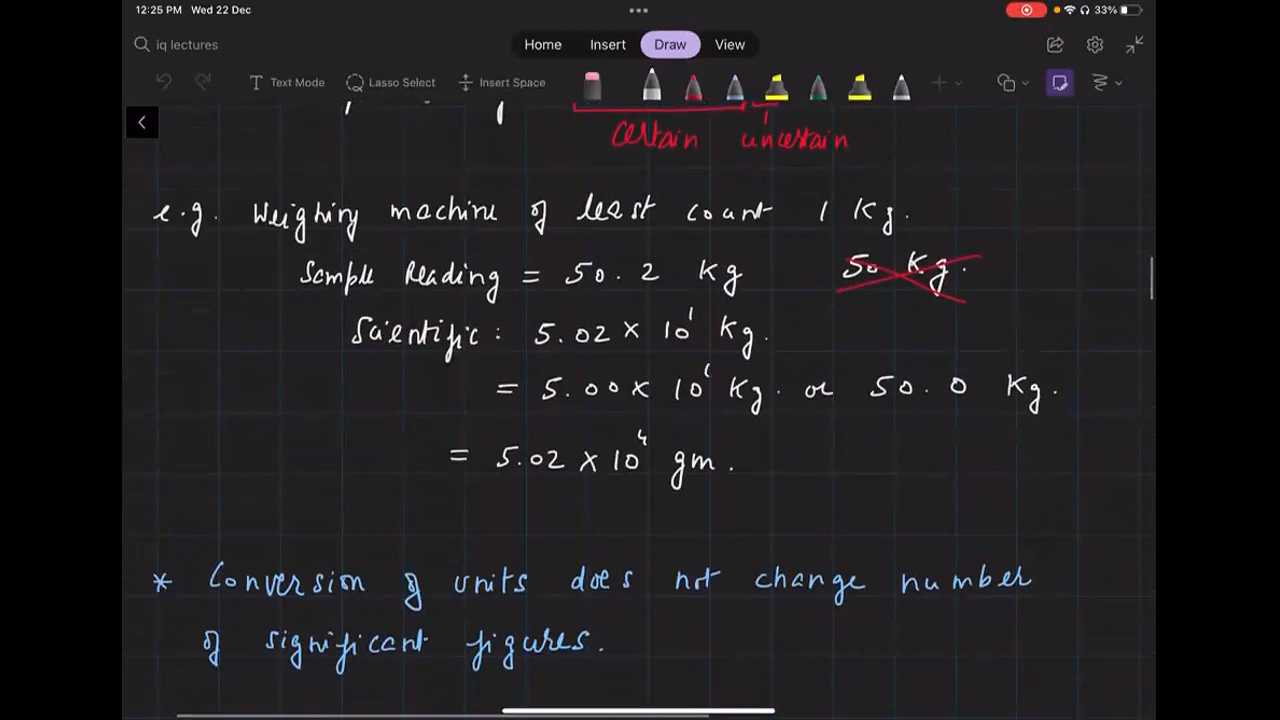 12:25 PM Wed 22 Dec
33%
iq lectures
Home Insert Draw View
Text Mode Lasso Select Insert Space
certain uncertain
e.g. Weighing machine of least count 1 Kg.
Sample Reading = 50.2 Kg 50 Kg.
Scientific: 5.02 × 10¹ Kg.
= 5.00 × 10¹ Kg. or 50.0 Kg.
= 5.02 × 10⁴ gm.
* Conversion of units does not change number
of significant figures.